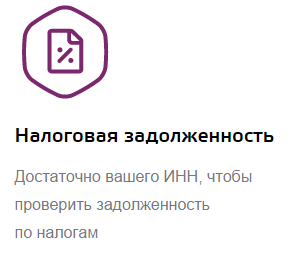 Налоговая задолженность
Достаточно вашего ИНН, чтобы
проверить задолженность
по налогам